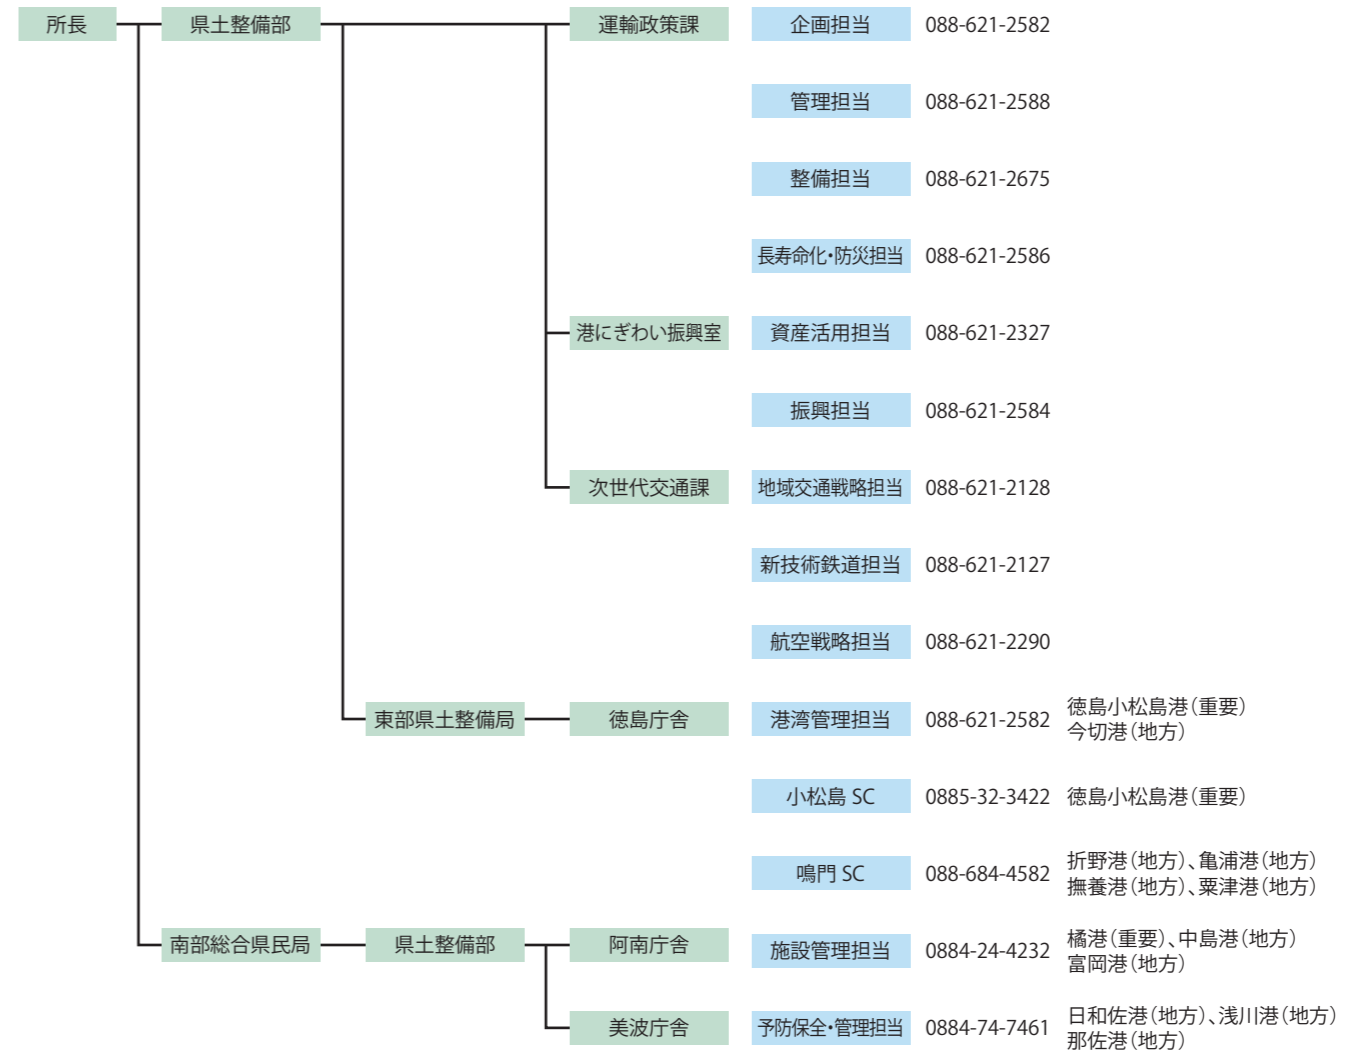 所長 県土整備部 運輸政策課 企画担当 088-621-2582
管理担当 088-621-2588
整備担当 088-621-2675
長寿命化・防災担当 088-621-2586
港にぎわい振興室 資産活用担当 088-621-2327
振興担当 088-621-2584
次世代交通課 地域交通戦略担当 088-621-2128
新技術鉄道担当 088-621-2127
航空戦略担当 088-621-2290
東部県土整備局 徳島庁舎 港湾管理担当 088-621-2582 徳島小松島港(重要)
今切港(地方)
小松島 SC 0885-32-3422 徳島小松島港(重要)
鳴門 SC 088-684-4582 折野港(地方)、亀浦港(地方)
撫養港(地方)、粟津港(地方)
南部総合県民局 県土整備部 阿南庁舎 施設管理担当 0884-24-4232 橘港(重要)、中島港(地方)
富岡港(地方)
美波庁舎 予防保全・管理担当 0884-74-7461 日和佐港(地方)、浅川港(地方)
那佐港(地方)